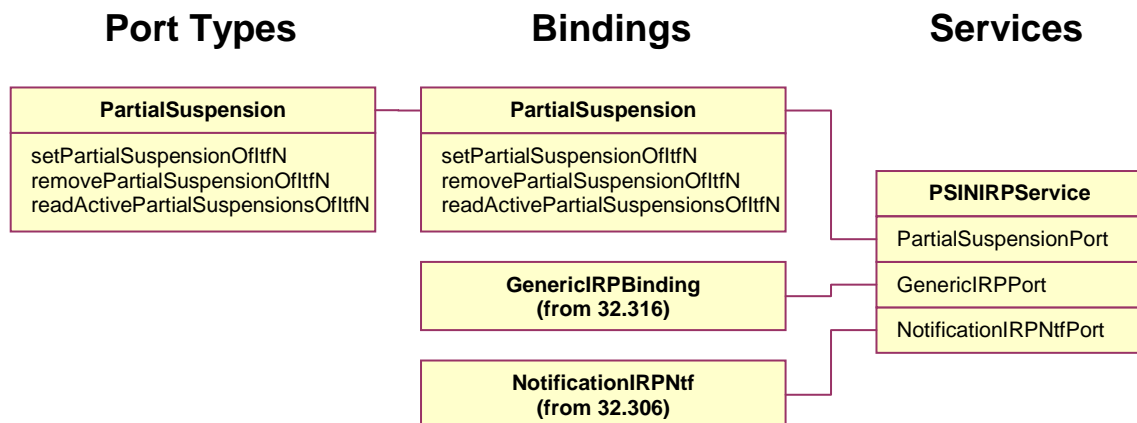 Port Types
Bindings
Services
PartialSuspension
setPartialSuspensionOfItfN
removePartialSuspensionOfItfN
readActivePartialSuspensionsOfItfN
PartialSuspension
setPartialSuspensionOfItfN
removePartialSuspensionOfItfN
readActivePartialSuspensionsOfItfN
GenericIRPBinding
(from 32.316)
NotificationIRPNtf
(from 32.306)
PSINIRPService
PartialSuspensionPort
GenericIRPPort
NotificationIRPNtfPort